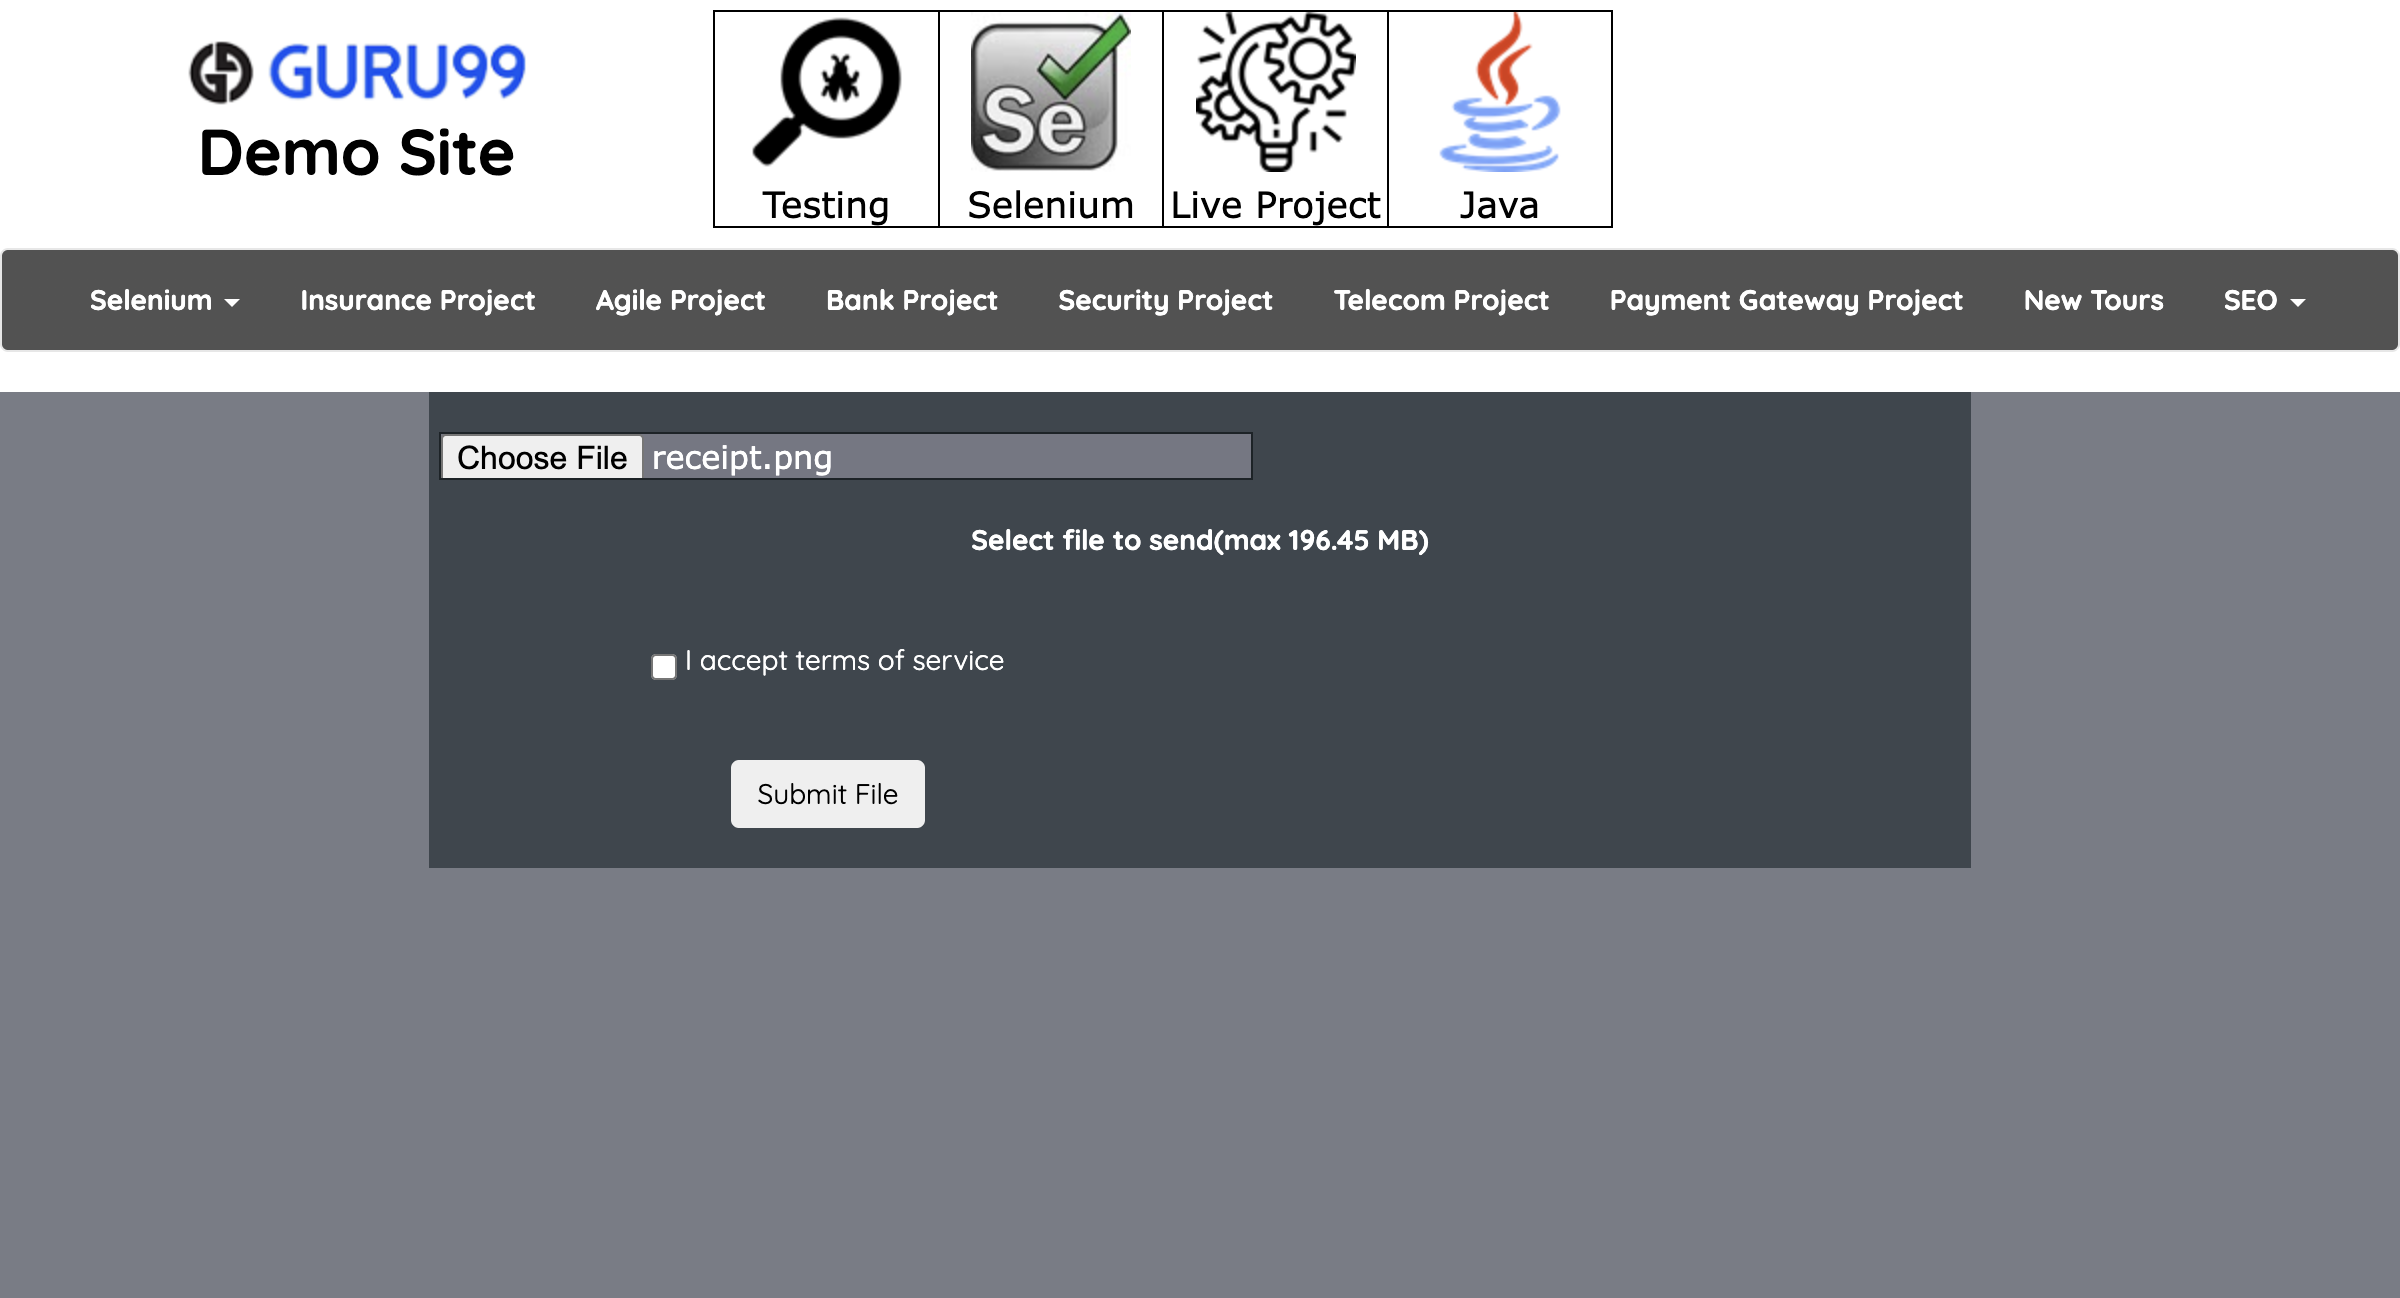 GURU99
Demo Site
Se
Testing
Selenium
Live Project
Java
Selenium
Insurance Project
Agile Project
Bank Project
Security Project
Telecom Project
Payment Gateway Project
New Tours
SEO
Choose File receipt.png
Select file to send(max 196.45 MB)
I accept terms of service
Submit File